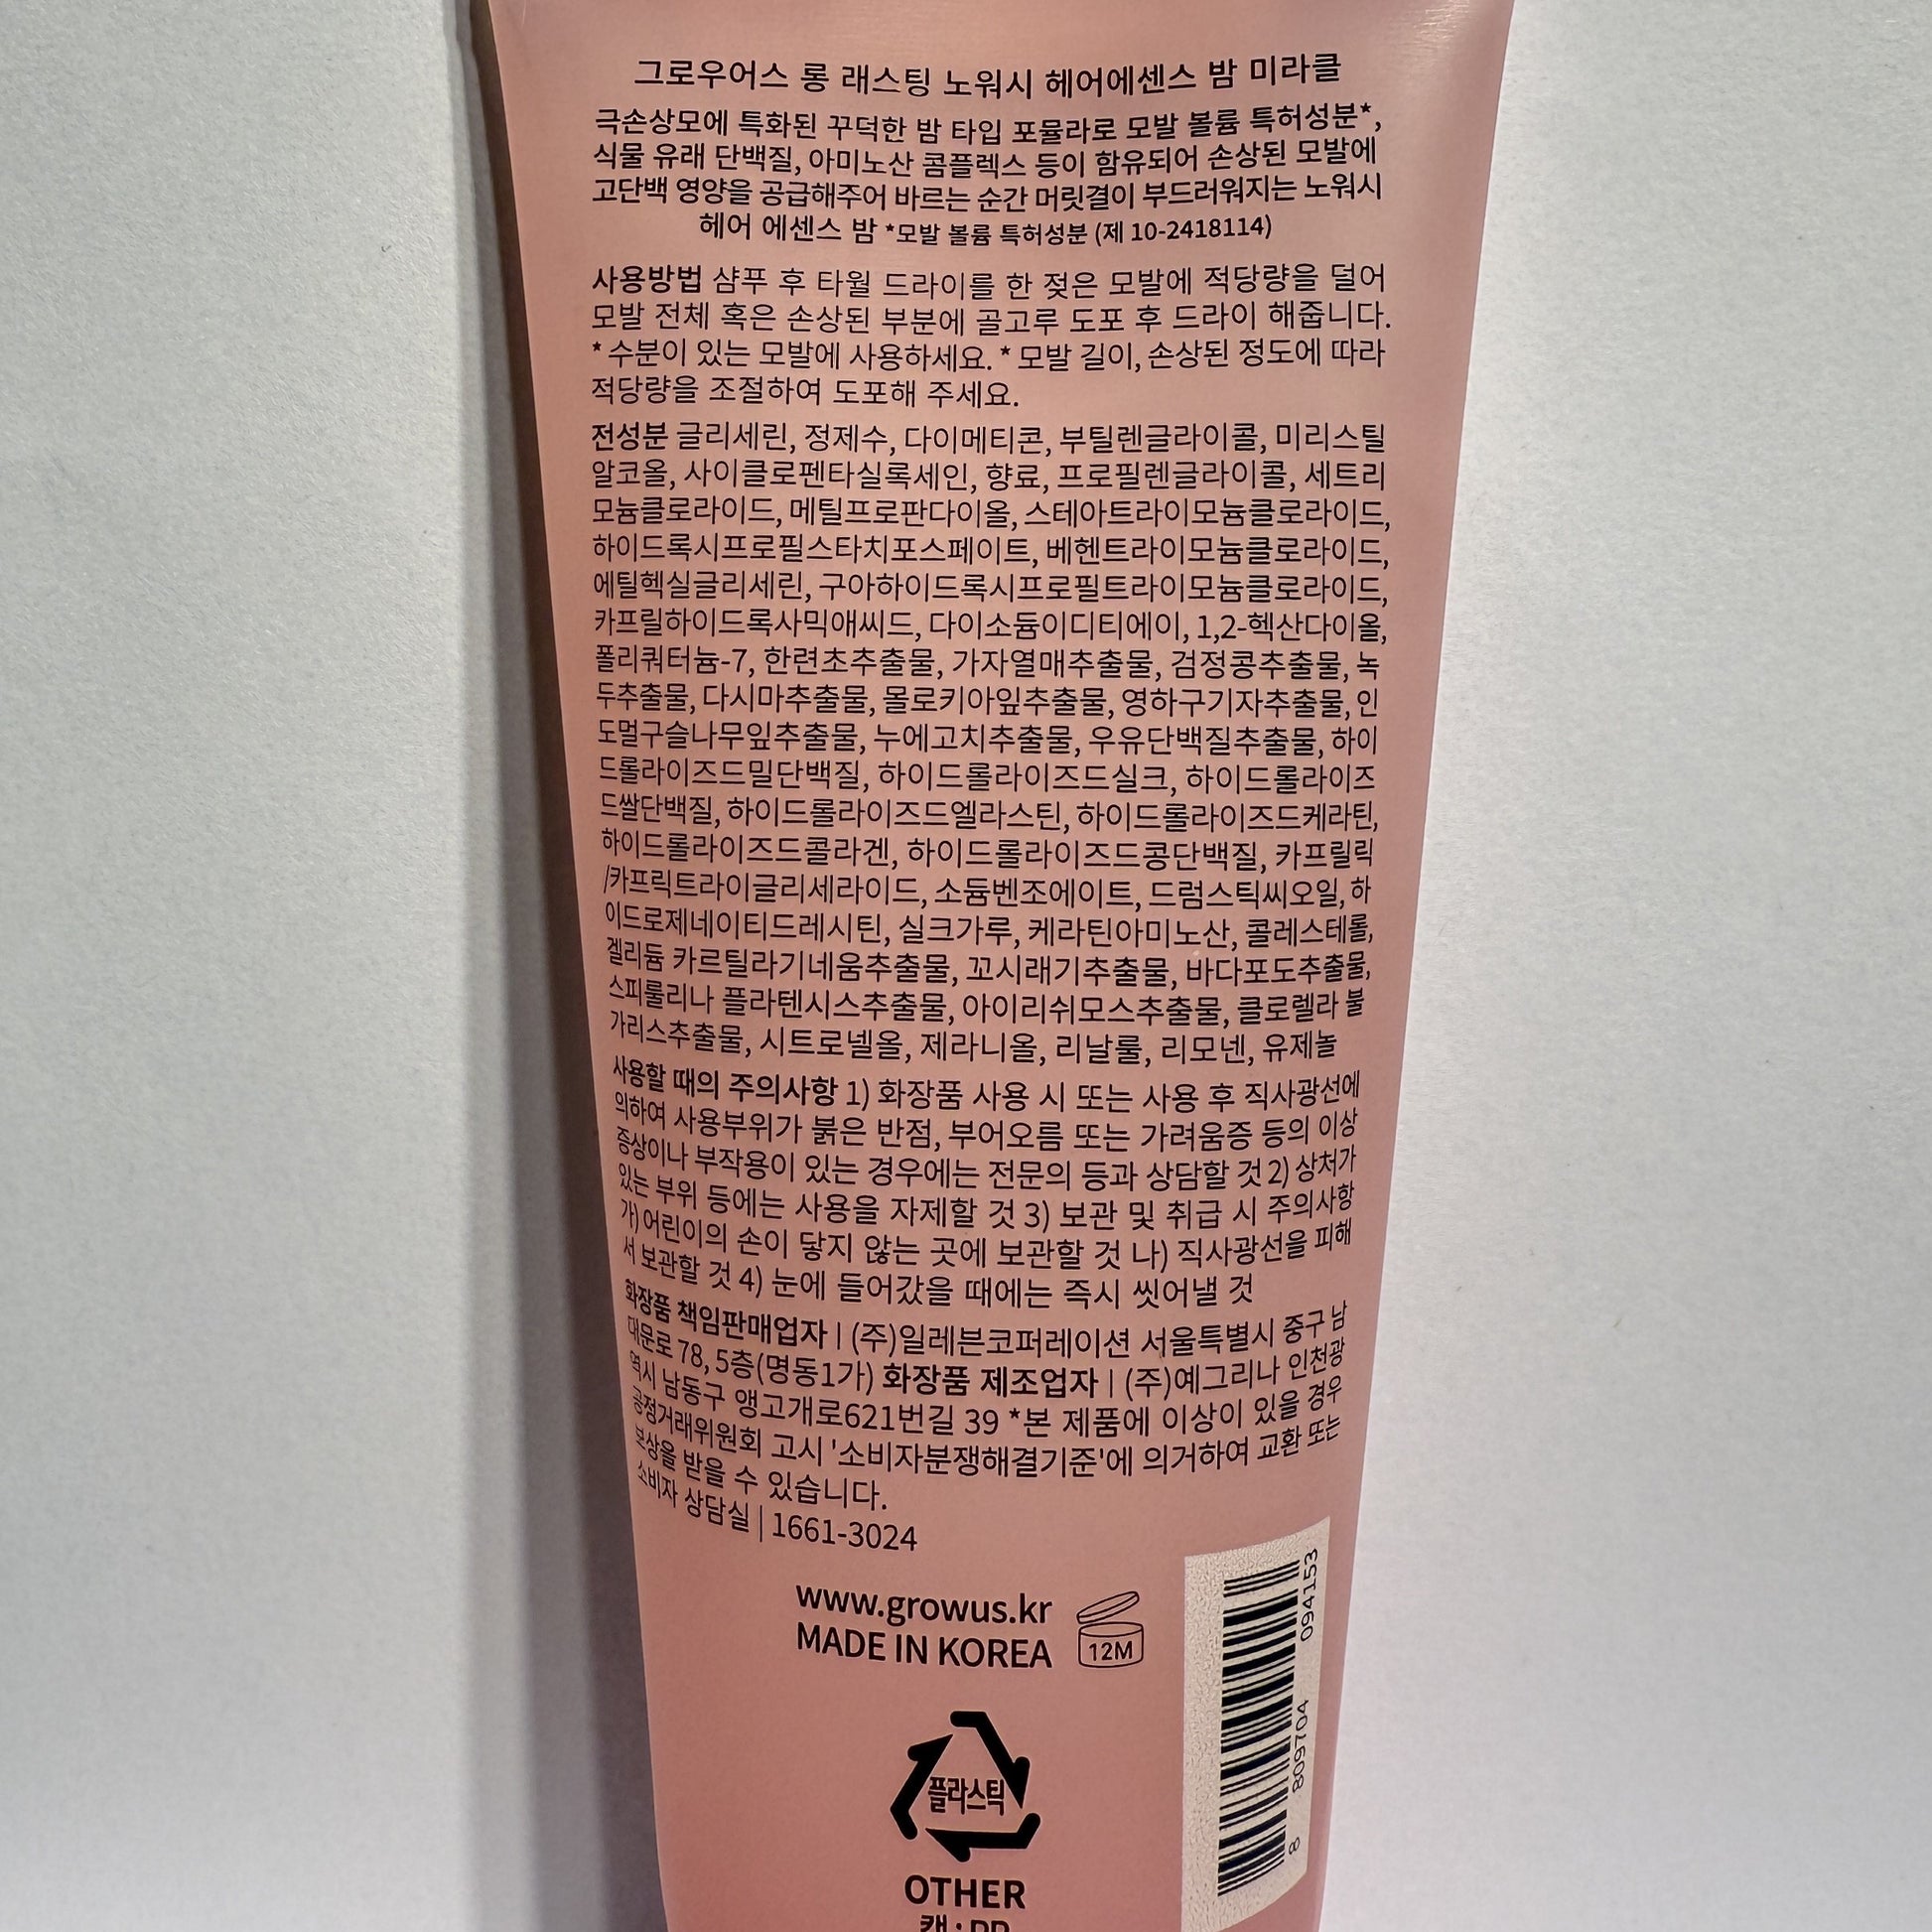 그로우어스 롱 래스팅 노워시 헤어에센스 밤 미라클
극손상모에 특화된 꾸덕한 밤 타입 포뮬라로 모발 볼륨 특허성분*,
식물 유래 단백질, 아미노산 콤플렉스 등이 함유되어 손상된 모발에
고단백 영양을 공급해주어 바르는 순간 머릿결이 부드러워지는 노워시
헤어 에센스 밤 *모발 볼륨 특허성분 (제 10-2418114)
사용방법 샴푸 후 타월 드라이를 한 젖은 모발에 적당량을 덜어
모발 전체 혹은 손상된 부분에 골고루 도포 후 드라이 해줍니다.
* 수분이 있는 모발에 사용하세요. * 모발 길이, 손상된 정도에 따라
적당량을 조절하여 도포해 주세요.
전성분 글리세린, 정제수, 다이메티콘, 부틸렌글라이콜, 미리스틸
알코올, 사이클로펜타실록세인, 향료, 프로필렌글라이콜, 세트리
모늄클로라이드, 메틸프로판다이올, 스테아트라이모늄클로라이드,
하이드록시프로필스타치포스페이트, 베헨트라이모늄클로라이드,
에틸헥실글리세린, 구아하이드록시프로필트라이모늄클로라이드,
카프릴하이드록사믹애씨드, 다이소듐이디티에이, 1,2-헥산다이올,
폴리쿼터늄-7, 한련초추출물, 가자열매추출물, 검정콩추출물, 녹
두추출물, 다시마추출물, 몰로키아잎추출물, 영하구기자추출물, 인
도멀구슬나무잎추출물, 누에고치추출물, 우유단백질추출물, 하이
드롤라이즈드밀단백질, 하이드롤라이즈드실크, 하이드롤라이즈
드쌀단백질, 하이드롤라이즈드엘라스틴, 하이드롤라이즈드케라틴,
하이드롤라이즈드콜라겐, 하이드롤라이즈드콩단백질, 카프릴릭
/카프릭트라이글리세라이드, 소듐벤조에이트, 드럼스틱씨오일, 하
이드로제네이티드레시틴, 실크가루, 케라틴아미노산, 콜레스테롤,
겔리듐 카르틸라기네움추출물, 꼬시래기추출물, 바다포도추출물,
스피룰리나 플라텐시스추출물, 아이리쉬모스추출물, 클로렐라 불
가리스추출물, 시트로넬올, 제라니올, 리날룰, 리모넨, 유제놀
사용할 때의 주의사항 1) 화장품 사용 시 또는 사용 후 직사광선에
의하여 사용부위가 붉은 반점, 부어오름 또는 가려움증 등의 이상
증상이나 부작용이 있는 경우에는 전문의 등과 상담할 것 2) 상처가
있는 부위 등에는 사용을 자제할 것 3) 보관 및 취급 시 주의사항
가) 어린이의 손이 닿지 않는 곳에 보관할 것 나) 직사광선을 피해
서 보관할 것 4) 눈에 들어갔을 때에는 즉시 씻어낼 것
화장품 책임판매업자 | (주)일레븐코퍼레이션 서울특별시 중구 남
대문로 78, 5층(명동1가) 화장품 제조업자 | (주)예그리나 인천광
역시 남동구 앵고개로621번길 39 *본 제품에 이상이 있을 경우
공정거래위원회 고시 '소비자분쟁해결기준'에 의거하여 교환 또는
보상을 받을 수 있습니다.
소비자 상담실 | 1661-3024
www.growus.kr
MADE IN KOREA
12M
8 809704 094153
플라스틱
OTHER
캡 : PP